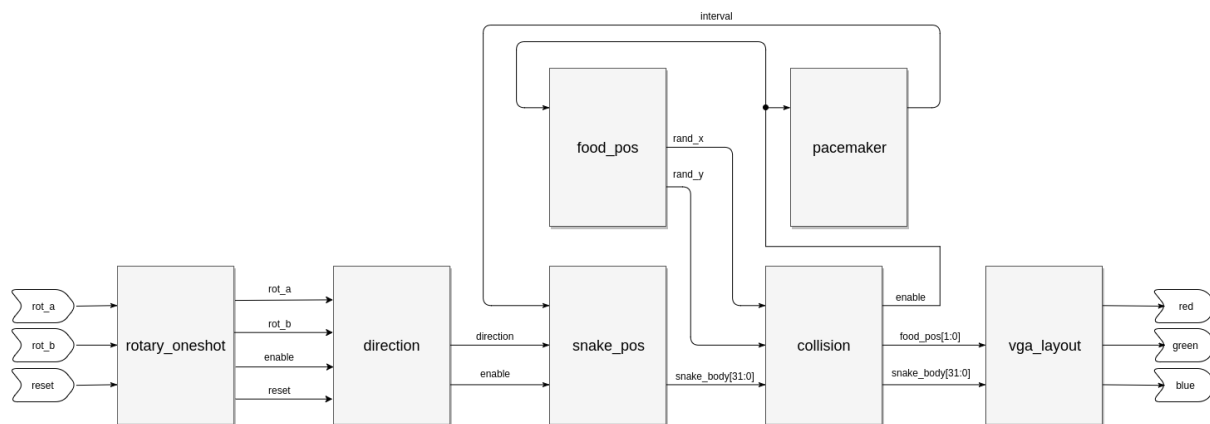 interval
food_pos
pacemaker
rand_x
rand_y
rot_a
rot_b
reset
rotary_oneshot
rot_a
rot_b
enable
reset
direction
direction
enable
snake_pos
snake_body[31:0]
collision
enable
food_pos[1:0]
snake_body[31:0]
vga_layout
red
green
blue